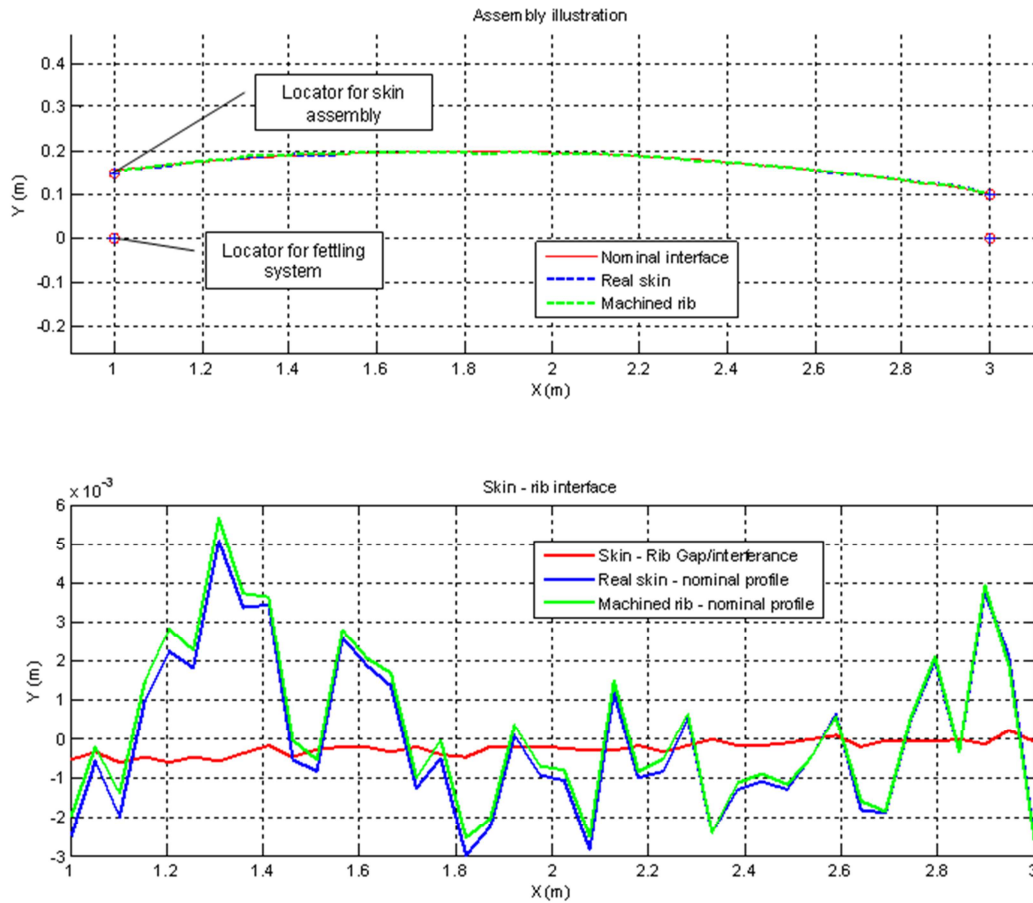 Assembly illustration
0.4
0.3
0.2
0.1
0
-0.1
-0.2
Y (m)
Locator for skin
assembly
Locator for fettling
system
Nominal interface
Real skin
Machined rib
1
1.2
1.4
1.6
1.8
2
2.2
2.4
2.6
2.8
3
X (m)
x 10^-3
Skin - rib interface
6
5
4
3
2
1
0
-1
-2
-3
Y (m)
Skin - Rib Gap/interferance
Real skin - nominal profile
Machined rib - nominal profile
1
1.2
1.4
1.6
1.8
2
2.2
2.4
2.6
2.8
3
X (m)